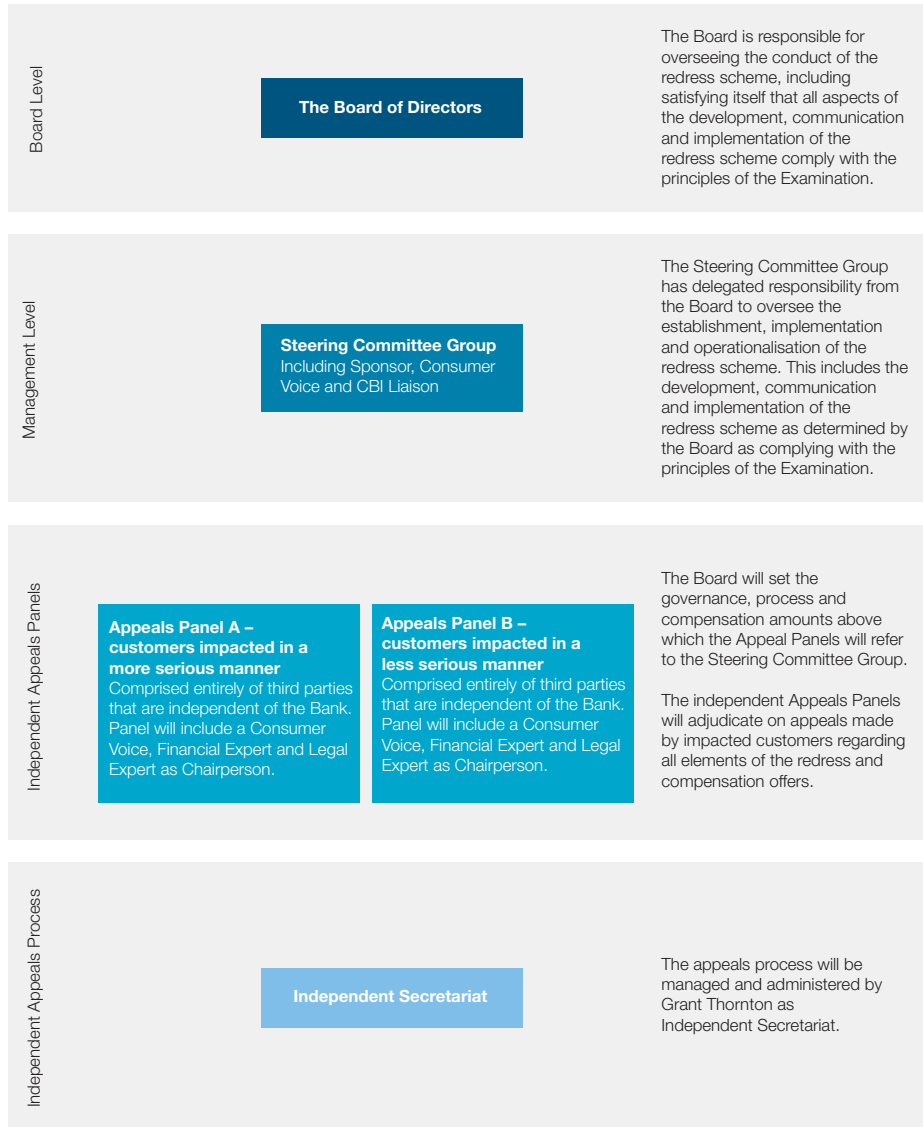 Board Level
The Board of Directors
The Board is responsible for
overseeing the conduct of the
redress scheme, including
satisfying itself that all aspects of
the development, communication
and implementation of the
redress scheme comply with the
principles of the Examination.
Management Level
Steering Committee Group
Including Sponsor, Consumer
Voice and CBI Liaison
The Steering Committee Group
has delegated responsibility from
the Board to oversee the
establishment, implementation
and operationalisation of the
redress scheme. This includes the
development, communication
and implementation of the
redress scheme as determined by
the Board as complying with the
principles of the Examination.
Independent Appeals Panels
Appeals Panel A –
customers impacted in a
more serious manner
Comprised entirely of third parties
that are independent of the Bank.
Panel will include a Consumer
Voice, Financial Expert and Legal
Expert as Chairperson.
Appeals Panel B –
customers impacted in a
less serious manner
Comprised entirely of third parties
that are independent of the Bank.
Panel will include a Consumer
Voice, Financial Expert and Legal
Expert as Chairperson.
The Board will set the
governance, process and
compensation amounts above
which the Appeal Panels will refer
to the Steering Committee Group.
The independent Appeals Panels
will adjudicate on appeals made
by impacted customers regarding
all elements of the redress and
compensation offers.
Independent Appeals Process
Independent Secretariat
The appeals process will be
managed and administered by
Grant Thornton as
Independent Secretariat.